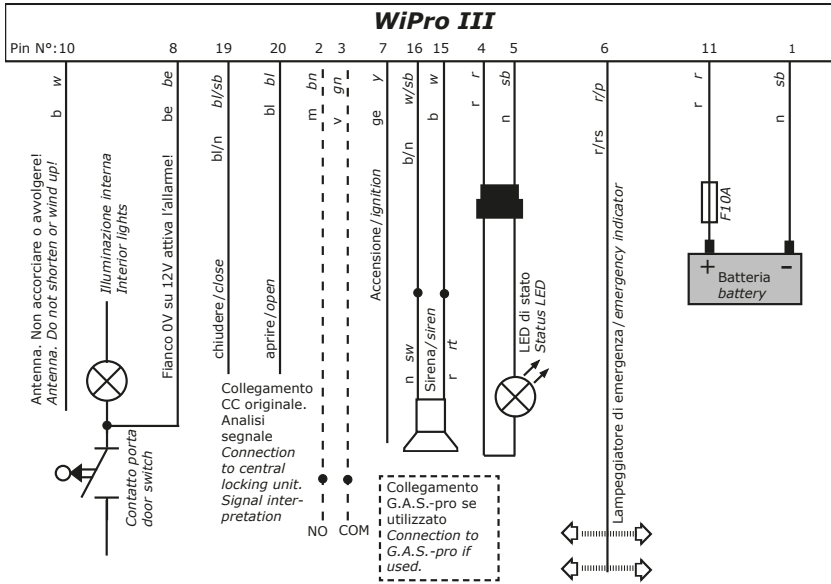 WiPro III
Pin N°:10 8 19 20 2 3 7 16 15 4 5 6 11 1
b w
be be
bl/n bl/sb
bl bl
m bn
v gn
ge y
b/n w/sb
b w
r r
n sb
r/rs r/p
r r
n sb
Antenna. Non accorciare o avvolgere!
Antenna. Do not shorten or wind up!
Illuminazione interna
Interior lights
Fianco 0V su 12V attiva l'allarme!
chiudere/close
aprire/open
Accensione/ignition
n sw
Sirena/siren
r rt
LED di stato
Status LED
Lampeggiatore di emergenza/emergency indicator
F10A
+ -
Batteria
battery
Contatto porta
door switch
Collegamento
CC originale.
Analisi
segnale
Connection
to central
locking unit.
Signal inter-
pretation
NO COM
Collegamento
G.A.S.-pro se
utilizzato
Connection to
G.A.S.-pro if
used.